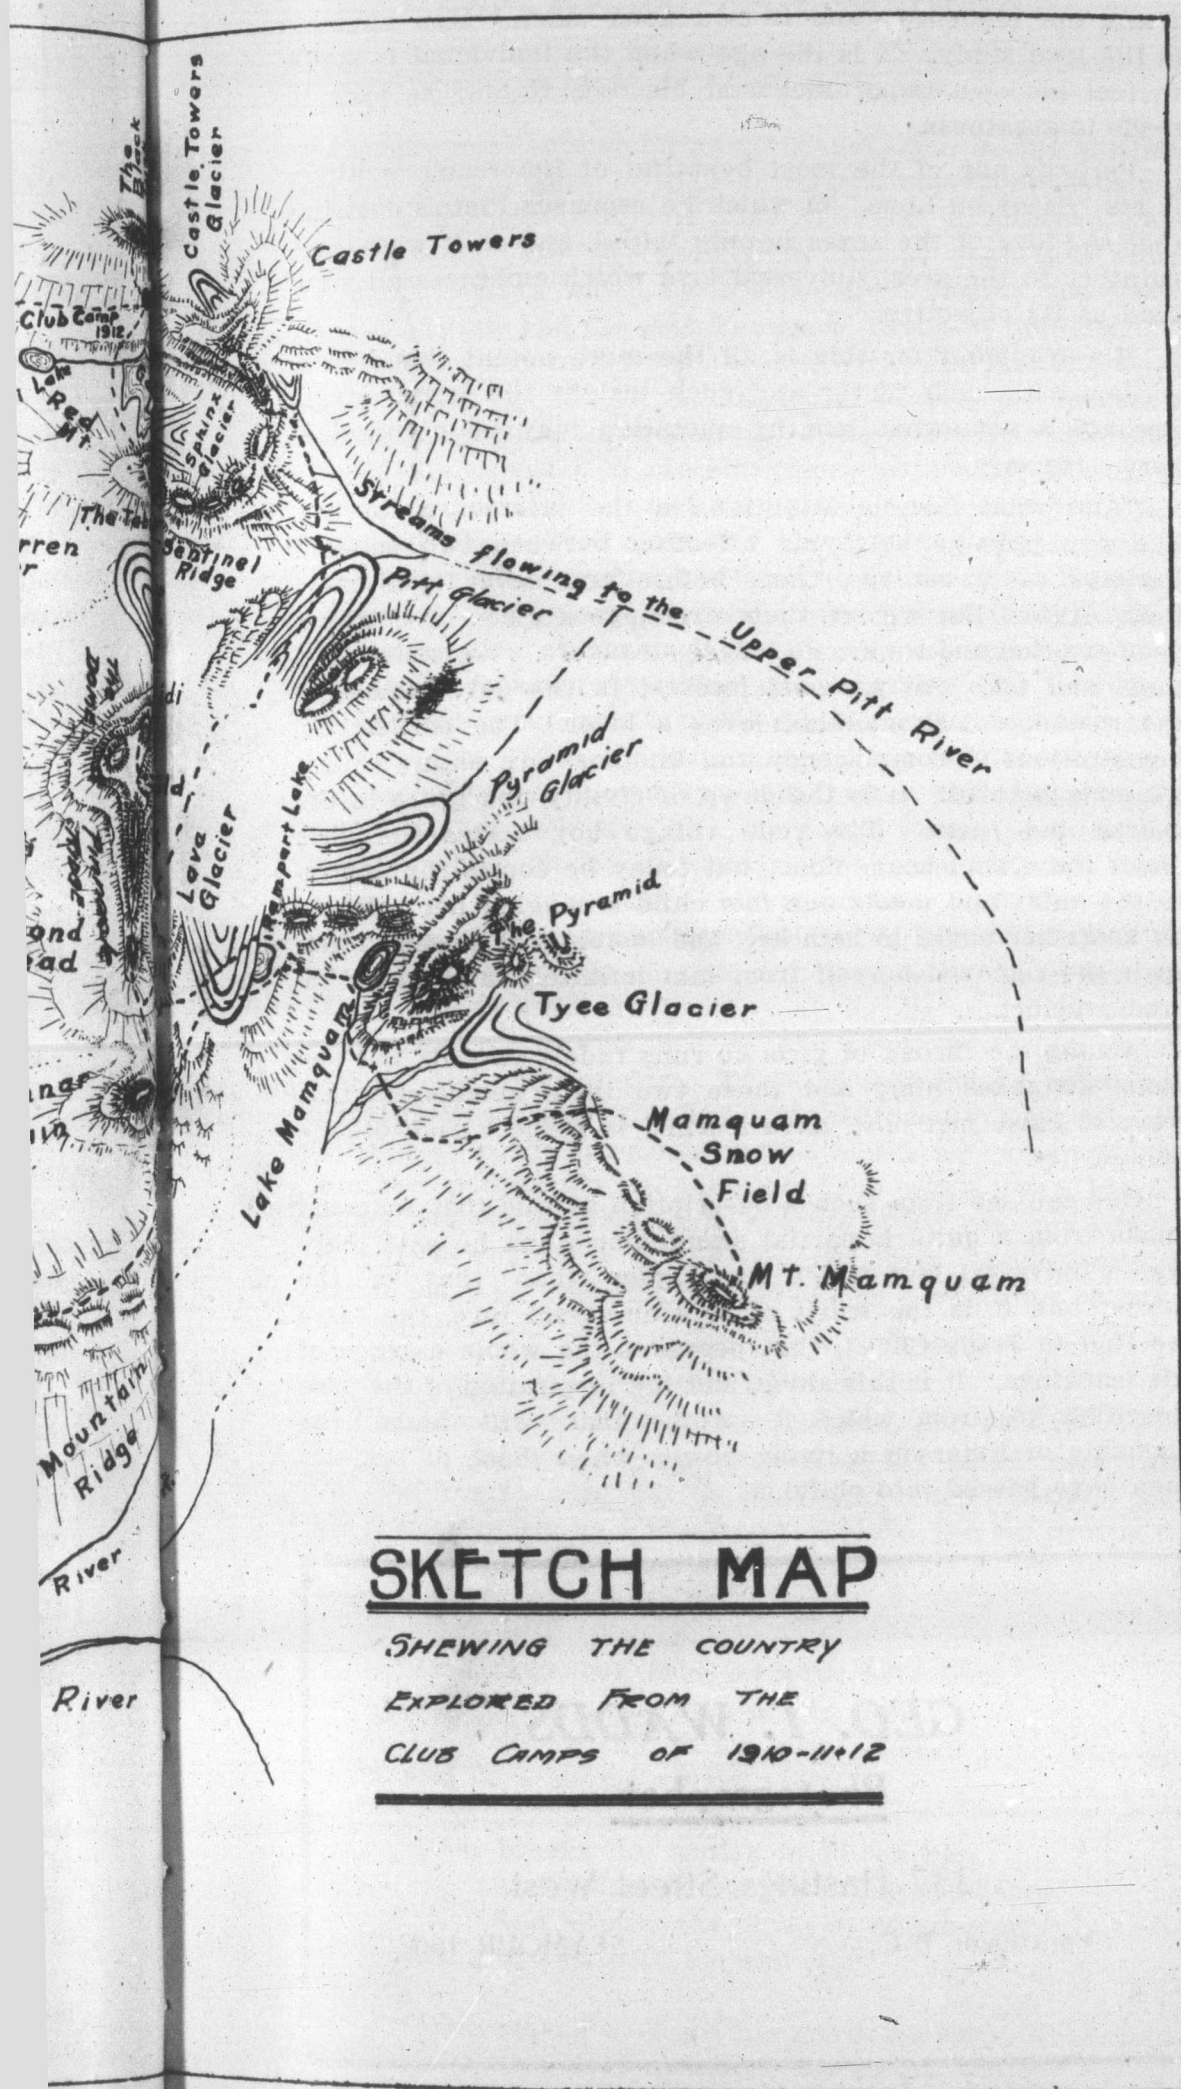 The
Black
Castle Towers
Glacier
Castle Towers
Club Camp
1912
Lake
Red
Mt
Sphinx
Glacier
Streams flowing to the Upper Pitt River
Sentinel
Ridge
Pitt Glacier
The
Dome
Pyramid
Glacier
Rampart Lake
Lava
Glacier
The Pyramid
Tyee Glacier
Lake Mamquam
Mamquam
Snow
Field
Mt. Mamquam
Mountain
Ridge
River
River
SKETCH MAP
SHEWING THE COUNTRY
EXPLORED FROM THE
CLUB CAMPS OF 1910-11+12